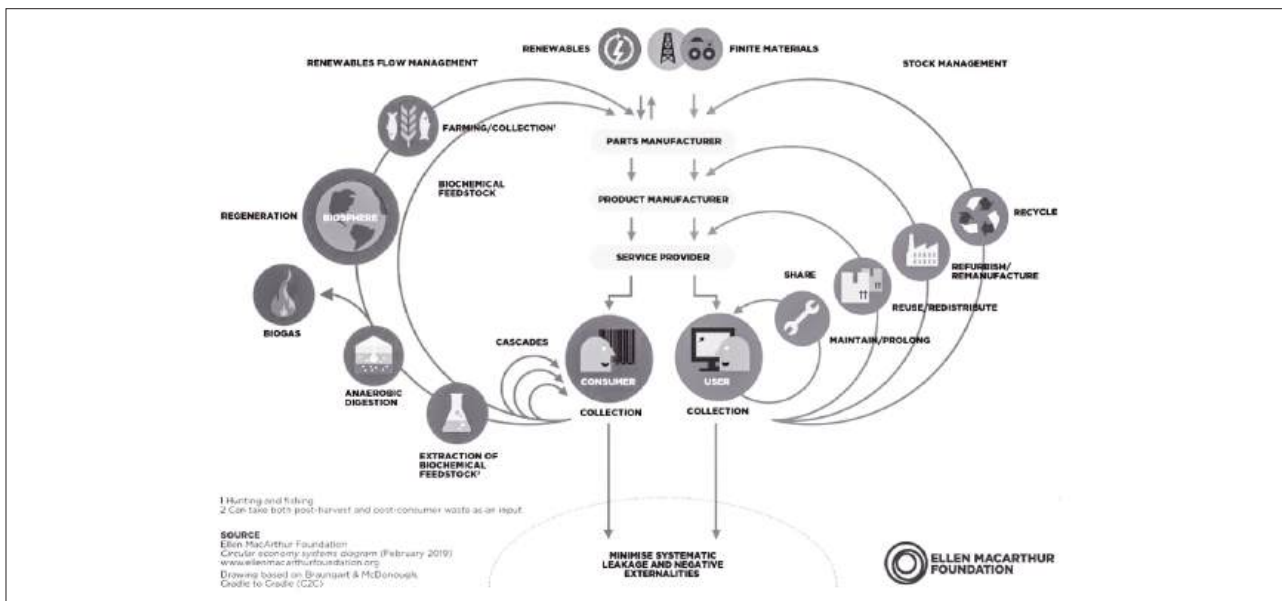 RENEWABLES
FINITE MATERIALS
RENEWABLES FLOW MANAGEMENT
STOCK MANAGEMENT
FARMING/COLLECTION¹
PARTS MANUFACTURER
BIOCHEMICAL
FEEDSTOCK
PRODUCT MANUFACTURER
REGENERATION
BIOSPHERE
RECYCLE
SERVICE PROVIDER
REFURBISH/
REMANUFACTURE
SHARE
REUSE/REDISTRIBUTE
BIOGAS
MAINTAIN/PROLONG
CASCADES
CONSUMER
USER
ANAEROBIC
DIGESTION
COLLECTION
COLLECTION
EXTRACTION OF
BIOCHEMICAL
FEEDSTOCK²
1 Hunting and fishing
2 Can take both post-harvest and post-consumer waste as an input.
SOURCE
Ellen MacArthur Foundation
Circular economy systems diagram (February 2019)
www.ellenmacarthurfoundation.org
Drawing based on Braungart & McDonough,
Cradle to Cradle (C2C)
MINIMISE SYSTEMATIC
LEAKAGE AND NEGATIVE
EXTERNALITIES
ELLEN MACARTHUR
FOUNDATION